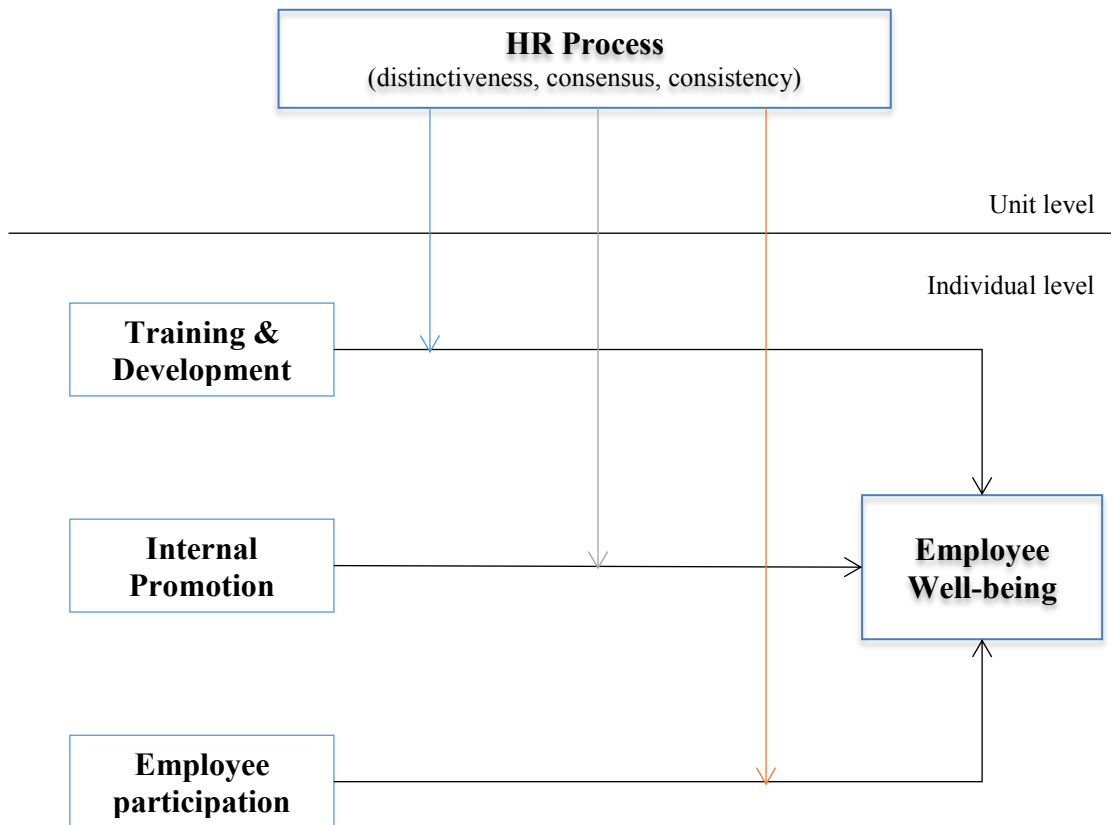 HR Process
(distinctiveness, consensus, consistency)
Unit level
Individual level
Training &
Development
Internal
Promotion
Employee
Well-being
Employee
participation